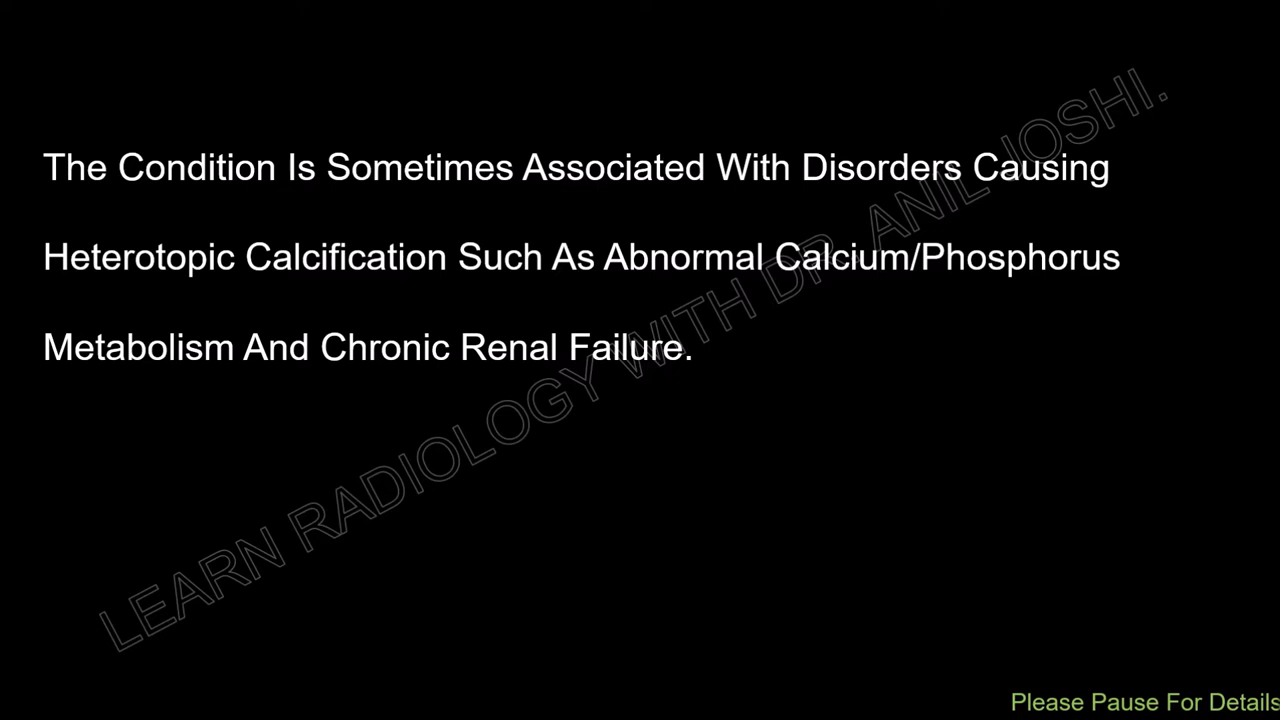 The Condition Is Sometimes Associated With Disorders Causing
Heterotopic Calcification Such As Abnormal Calcium/Phosphorus
Metabolism And Chronic Renal Failure.
LEARN RADIOLOGY WITH DR. ANIL JOSHI.
Please Pause For Details